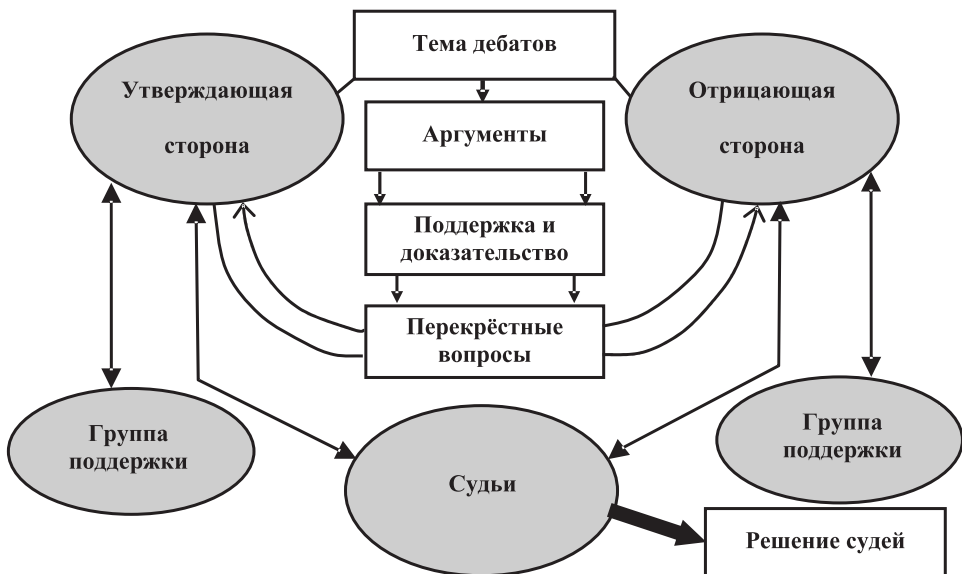 Тема дебатов
Утверждающая
сторона
Отрицающая
сторона
Аргументы
Поддержка и
доказательство
Перекрёстные
вопросы
Группа
поддержки
Группа
поддержки
Судьи
Решение судей